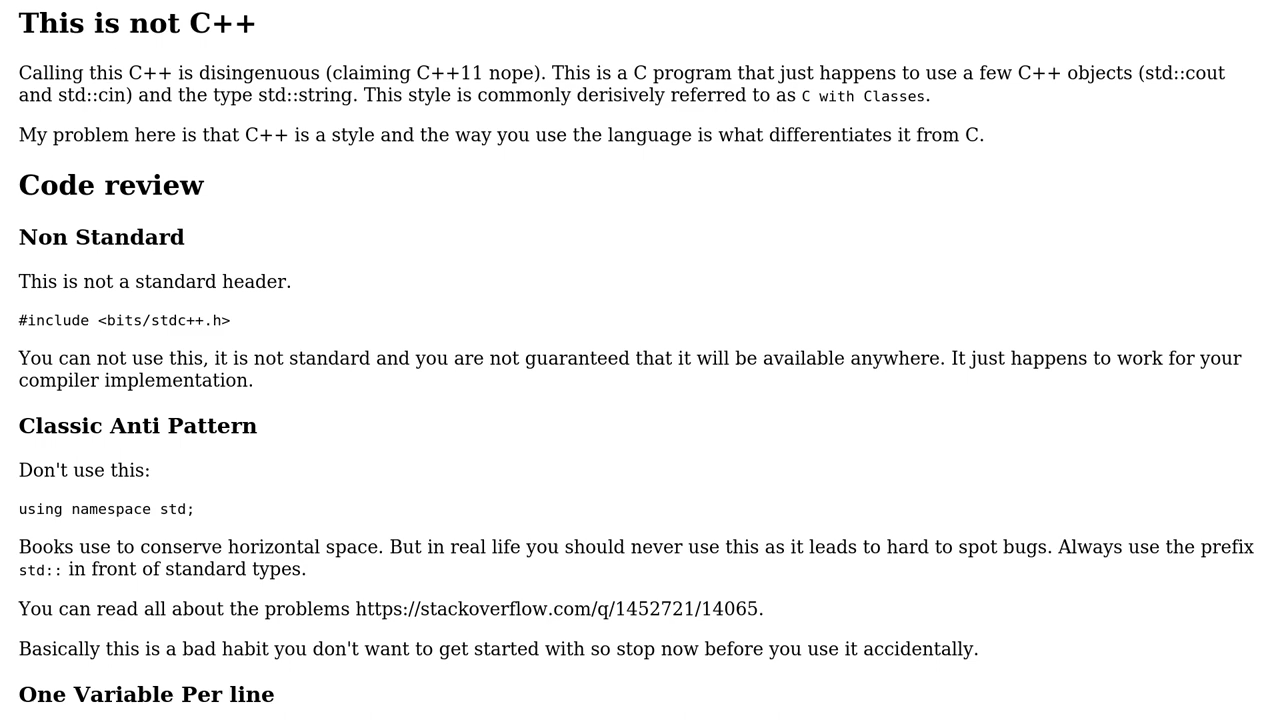 This is not C++
Calling this C++ is disingenuous (claiming C++11 nope). This is a C program that just happens to use a few C++ objects (std::cout
and std::cin) and the type std::string. This style is commonly derisively referred to as C with Classes.
My problem here is that C++ is a style and the way you use the language is what differentiates it from C.
Code review
Non Standard
This is not a standard header.
#include <bits/stdc++.h>
You can not use this, it is not standard and you are not guaranteed that it will be available anywhere. It just happens to work for your
compiler implementation.
Classic Anti Pattern
Don't use this:
using namespace std;
Books use to conserve horizontal space. But in real life you should never use this as it leads to hard to spot bugs. Always use the prefix
std:: in front of standard types.
You can read all about the problems https://stackoverflow.com/q/1452721/14065.
Basically this is a bad habit you don't want to get started with so stop now before you use it accidentally.
One Variable Per line